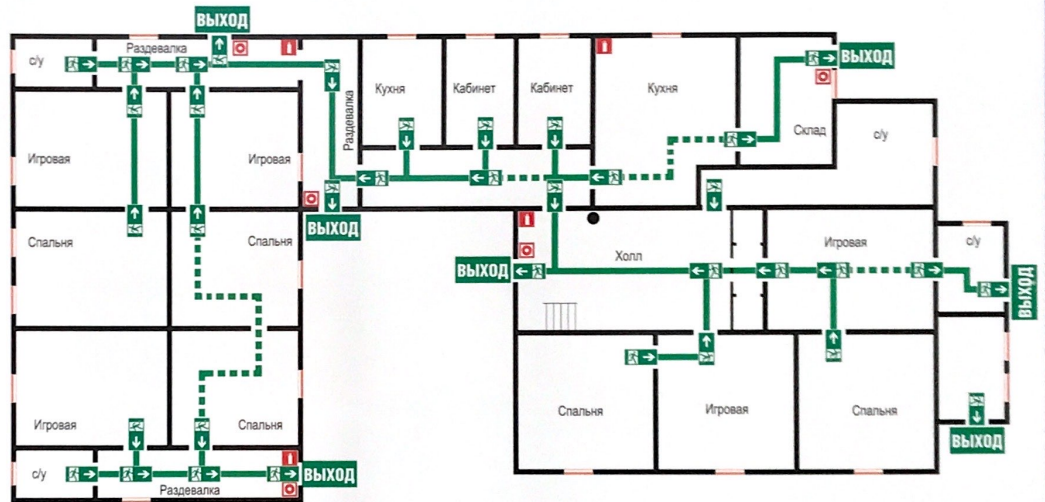 ВЫХОД
Раздевалка
с/у
Кухня
Кабинет
Кабинет
Кухня
ВЫХОД
Раздевалка
Склад
с/у
Игровая
Игровая
ВЫХОД
Спальня
Спальня
Холл
Игровая
с/у
ВЫХОД
ВЫХОД
Игровая
Спальня
Спальня
Игровая
Спальня
ВЫХОД
с/у
Раздевалка
ВЫХОД